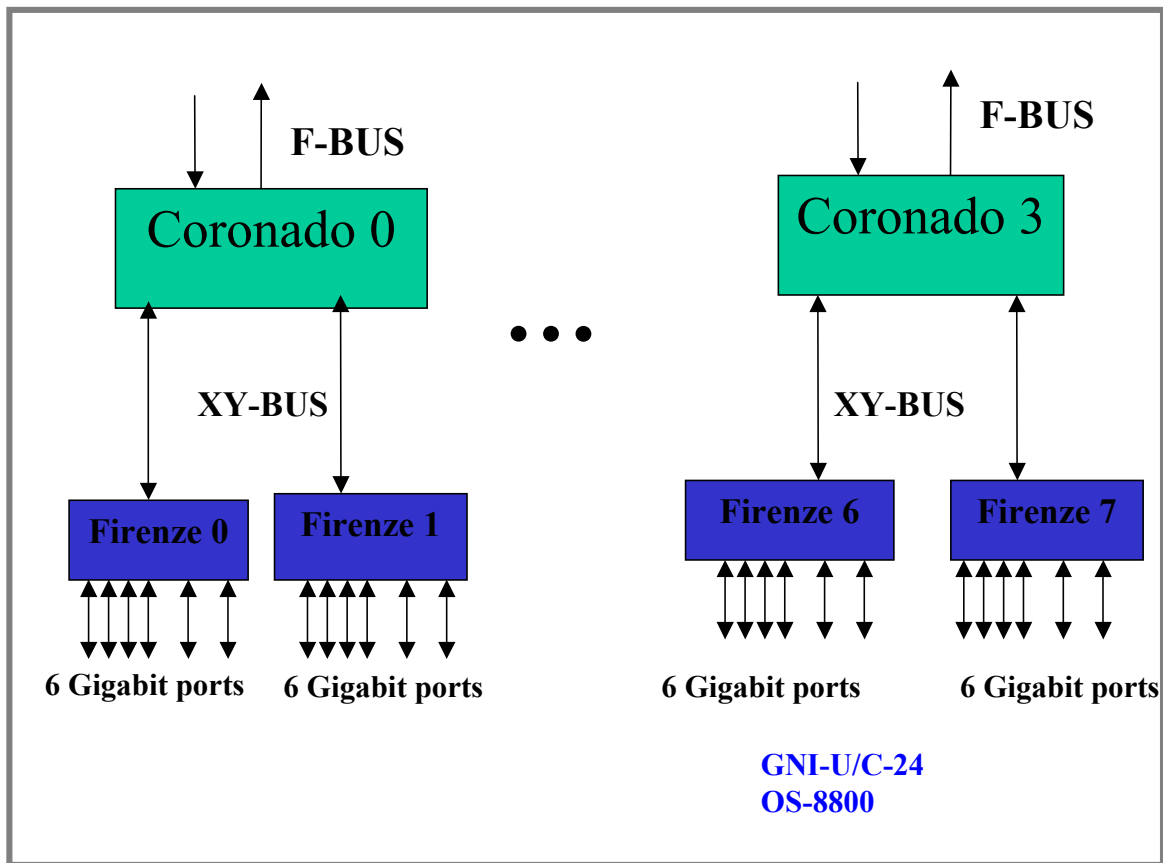 F-BUS
F-BUS
Coronado 0
Coronado 3
XY-BUS
XY-BUS
Firenze 0
Firenze 1
Firenze 6
Firenze 7
6 Gigabit ports
6 Gigabit ports
6 Gigabit ports
6 Gigabit ports
GNI-U/C-24
OS-8800